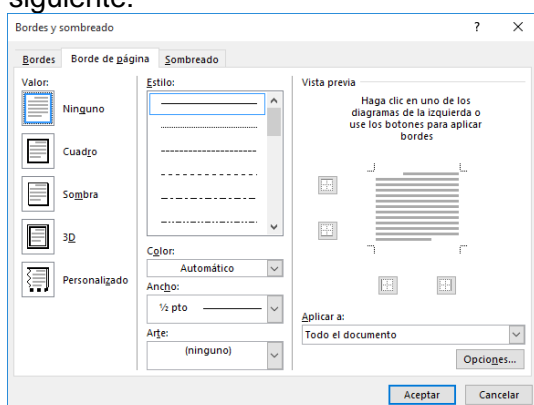 siguiente:
Bordes y sombreado ? ×
Bordes Borde de página Sombreado
Valor:
Ninguno
Cuadro
Sombra
3D
Personalizado
Estilo:
Color:
Automático
Ancho:
½ pto
Arte:
(ninguno)
Vista previa
Haga clic en uno de los
diagramas de la izquierda o
use los botones para aplicar
bordes
Aplicar a:
Todo el documento
Opciones...
Aceptar Cancelar